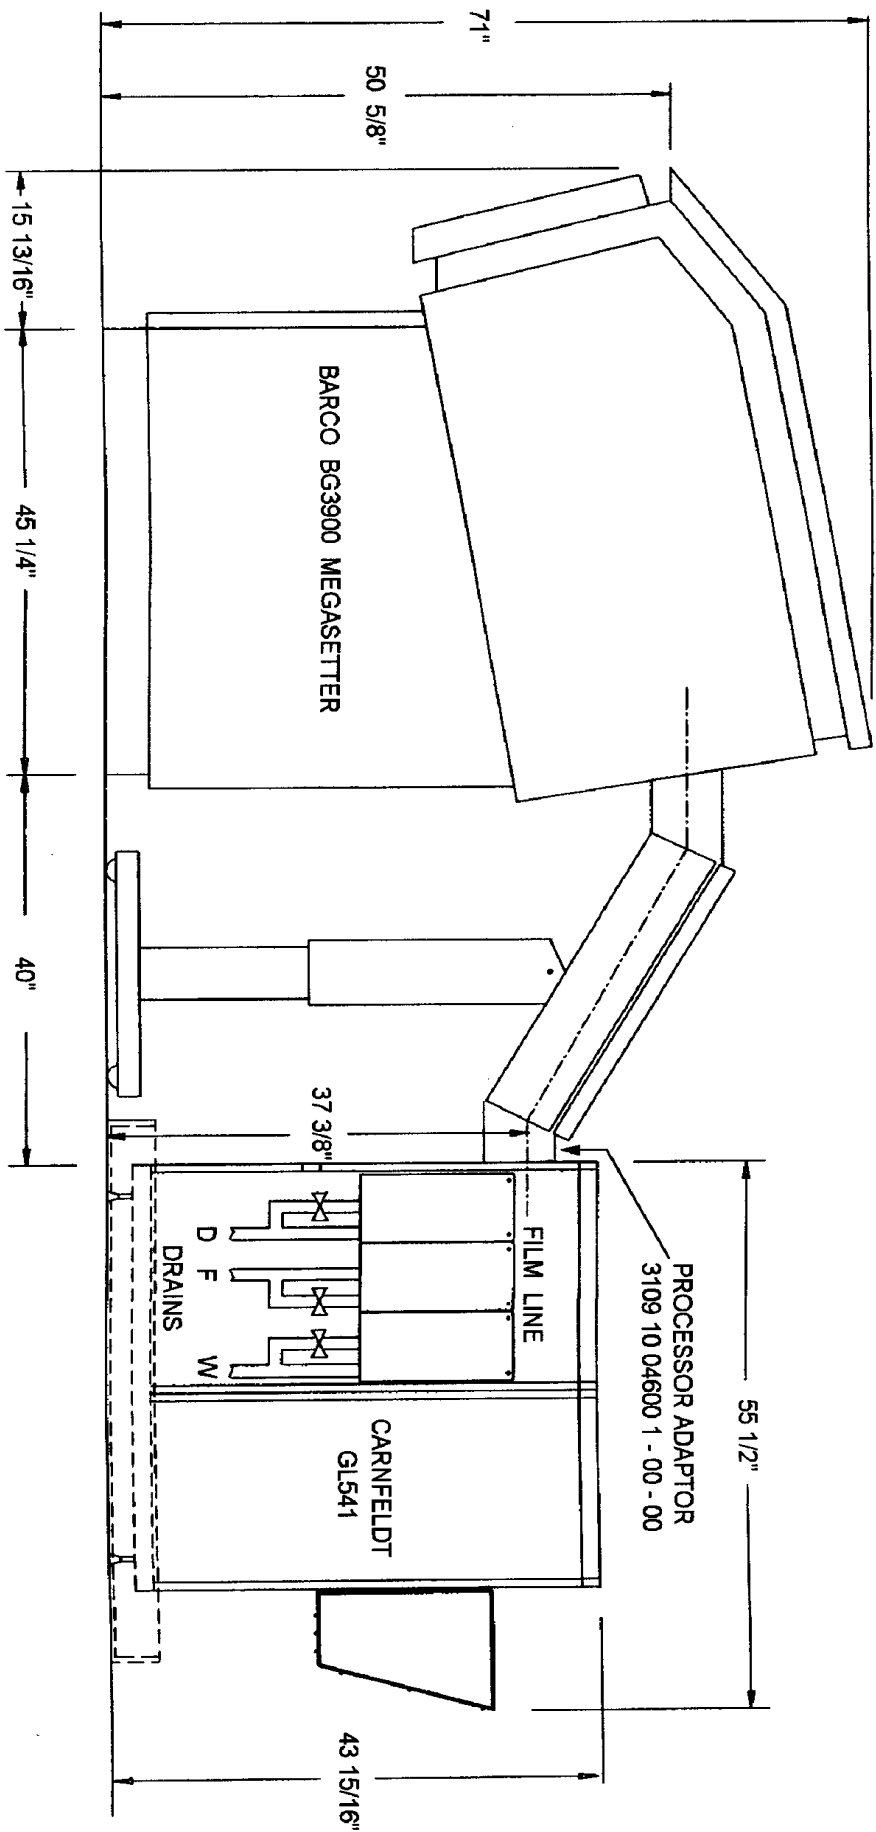 71"
50 5/8"
15 13/16"
45 1/4"
40"
BARCO BG3900 MEGASETTER
37 3/8"
FILM LINE
D F W
DRAINS
PROCESSOR ADAPTOR
3109 10 04600 1 - 00 - 00
55 1/2"
CARNFELDT
GL541
43 15/16"